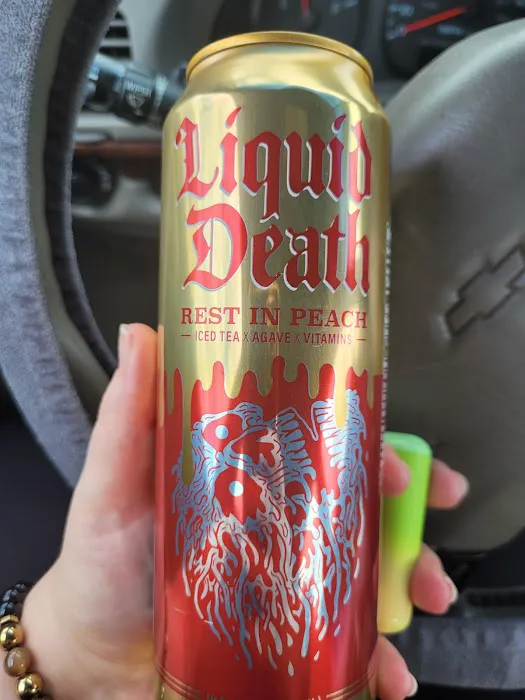 Liquid
Death
REST IN PEACH
— ICED TEA X AGAVE X VITAMINS —